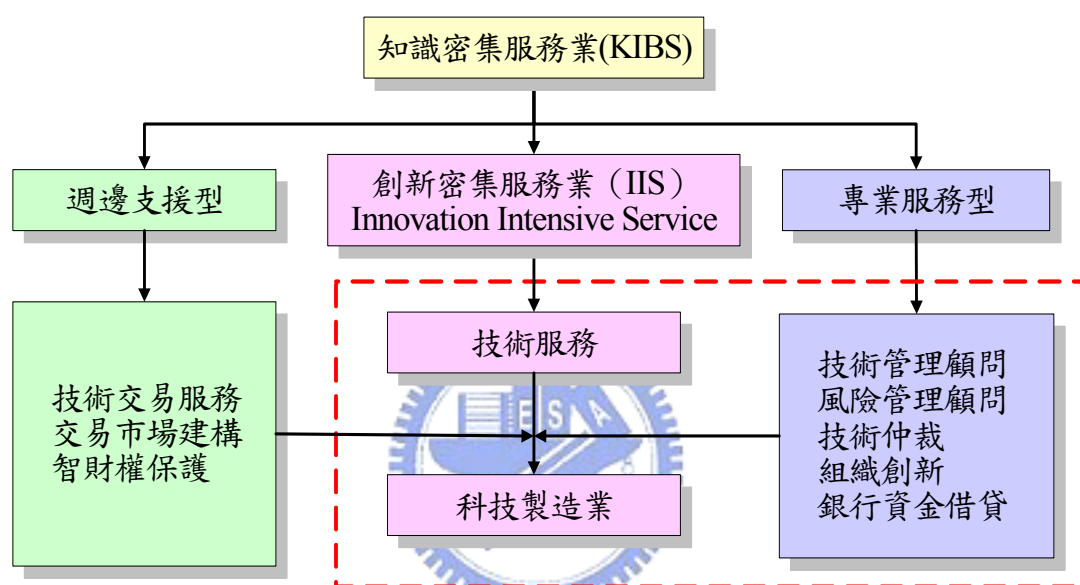 知識密集服務業(KIBS)
週邊支援型
創新密集服務業（IIS）
Innovation Intensive Service
專業服務型
技術交易服務
交易市場建構
智財權保護
技術服務
科技製造業
技術管理顧問
風險管理顧問
技術仲裁
組織創新
銀行資金借貸
ESA